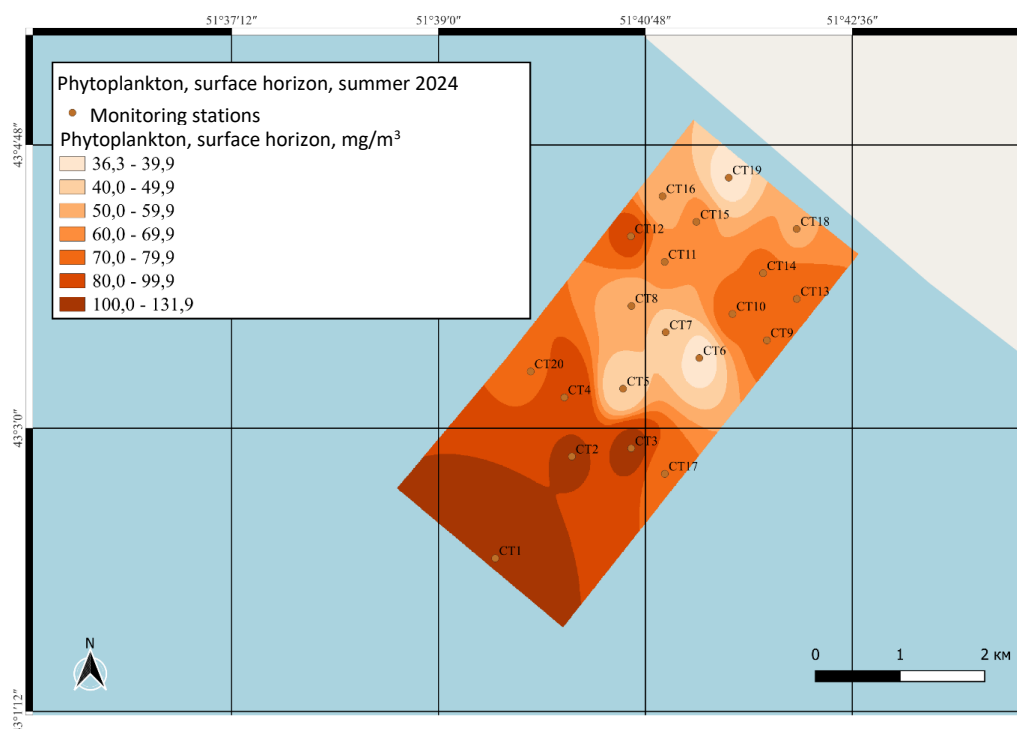 51°37'12" 51°39'0" 51°40'48" 51°42'36"
Phytoplankton, surface horizon, summer 2024
Monitoring stations
Phytoplankton, surface horizon, mg/m³
36,3 - 39,9
40,0 - 49,9
50,0 - 59,9
60,0 - 69,9
70,0 - 79,9
80,0 - 99,9
100,0 - 131,9
43°4'48"
CT19
CT16
CT15
CT18
CT12
CT11
CT14
CT13
CT8
CT10
CT7
CT9
CT6
CT20
CT5
CT4
43°3'0"
CT3
CT2
CT17
CT1
N
0 1 2 км
43°1'12"